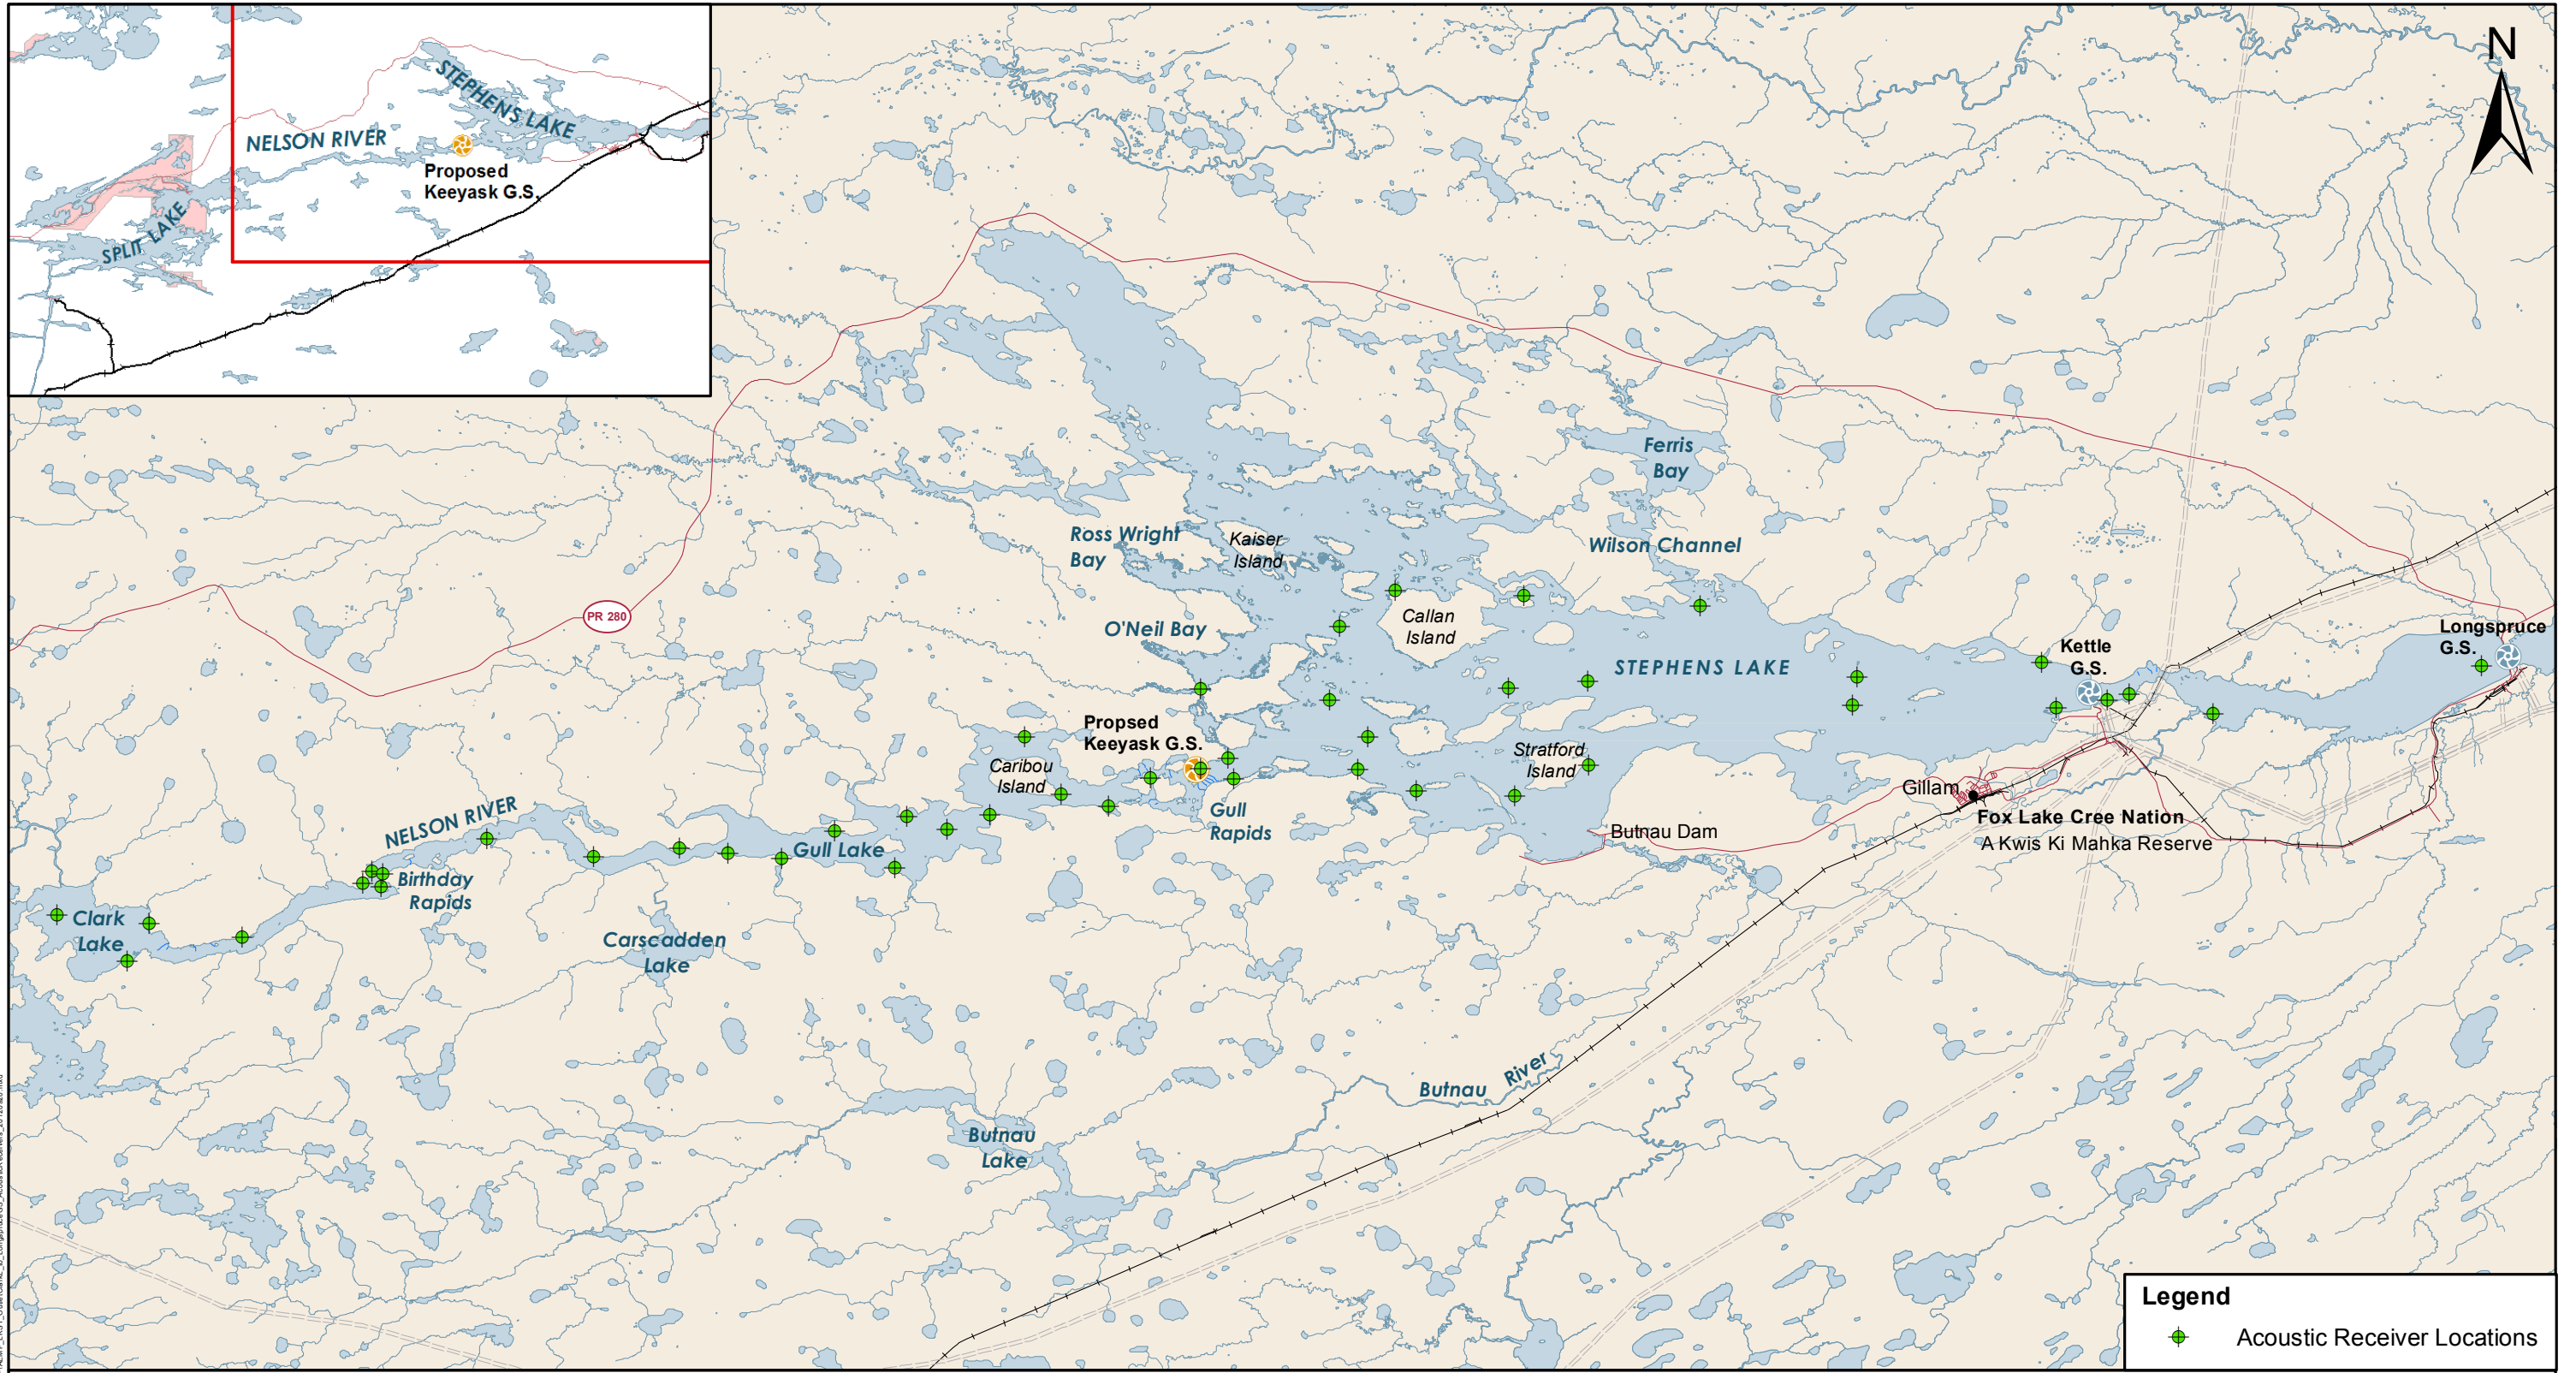 N
STEPHENS LAKE
NELSON RIVER
Proposed
Keeyask G.S.
SPLIT LAKE
Ferris
Bay
Ross Wright
Bay
Kaiser
Island
Wilson Channel
PR 280
O'Neil Bay
Callan
Island
STEPHENS LAKE
Kettle
G.S.
Longspruce
G.S.
Propsed
Keeyask G.S.
Caribou
Island
Stratford
Island
Gillam
NELSON RIVER
Gull
Rapids
Gull Lake
Butnau Dam
Fox Lake Cree Nation
A Kwis Ki Mahka Reserve
Birthday
Rapids
Clark
Lake
Carscadden
Lake
Butnau River
Butnau
Lake
Legend
Acoustic Receiver Locations